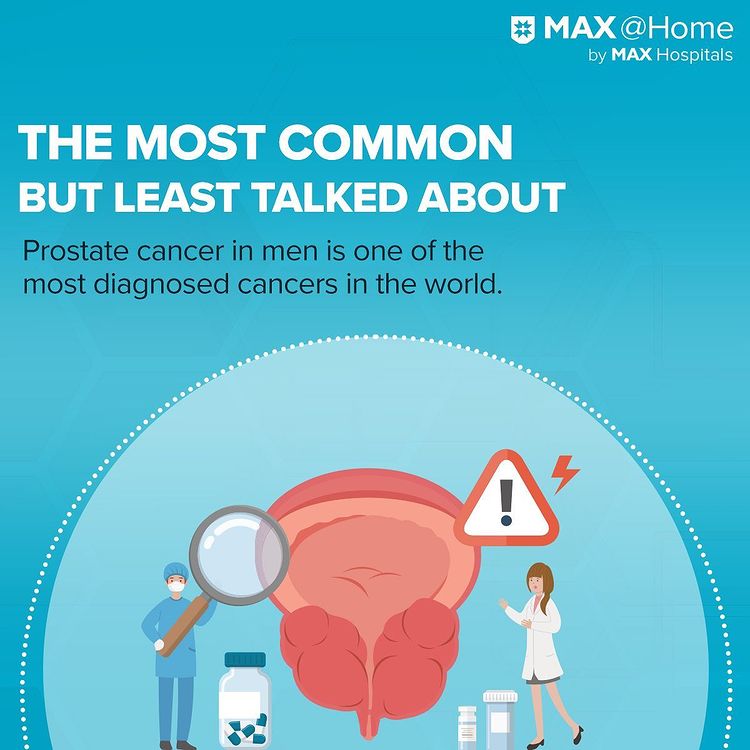 MAX @Home
by MAX Hospitals
THE MOST COMMON
BUT LEAST TALKED ABOUT
Prostate cancer in men is one of the
most diagnosed cancers in the world.
!